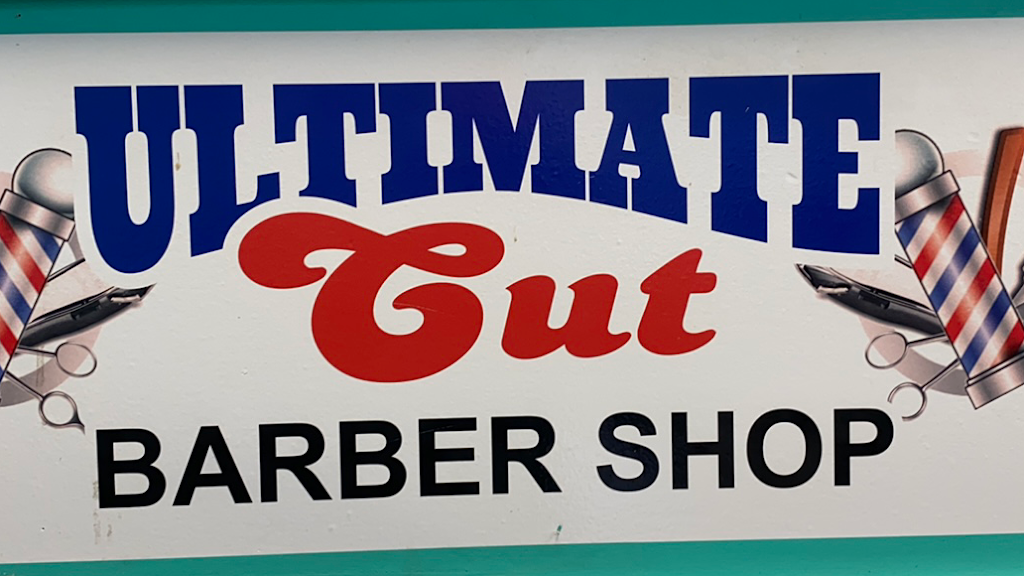 ULTIMATE
Cut
BARBER SHOP